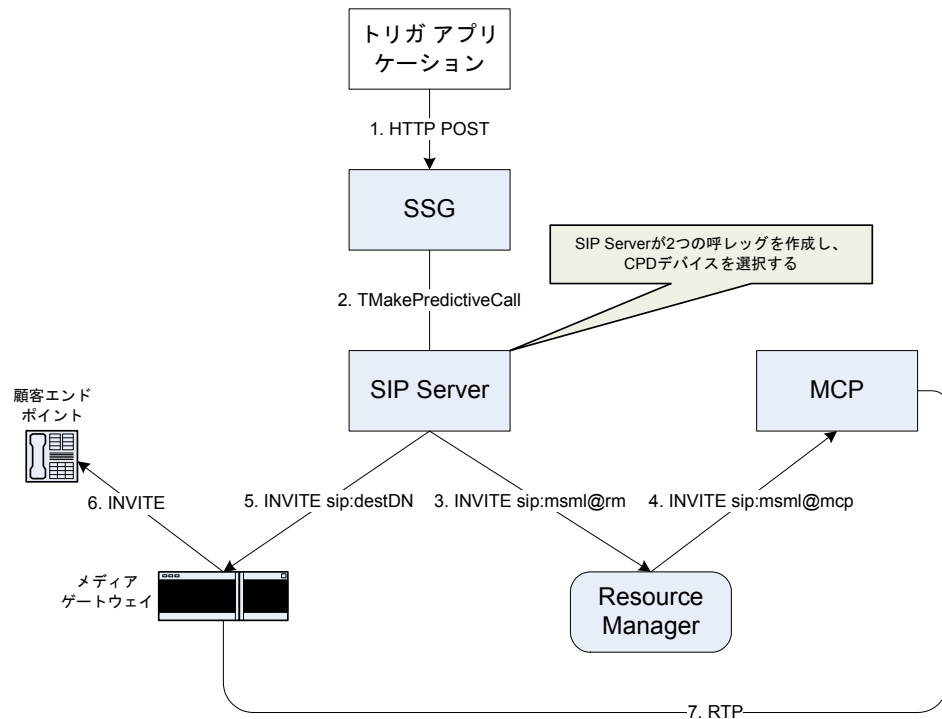 トリガ アプリ
ケーション
1. HTTP POST
SSG
SIP Serverが2つの呼レッグを作成し、
CPDデバイスを選択する
2. TMakePredictiveCall
SIP Server
MCP
顧客エンド
ポイント
6. INVITE
5. INVITE sip:destDN
3. INVITE sip:msml@rm
4. INVITE sip:msml@mcp
メディア
ゲートウェイ
Resource
Manager
7. RTP